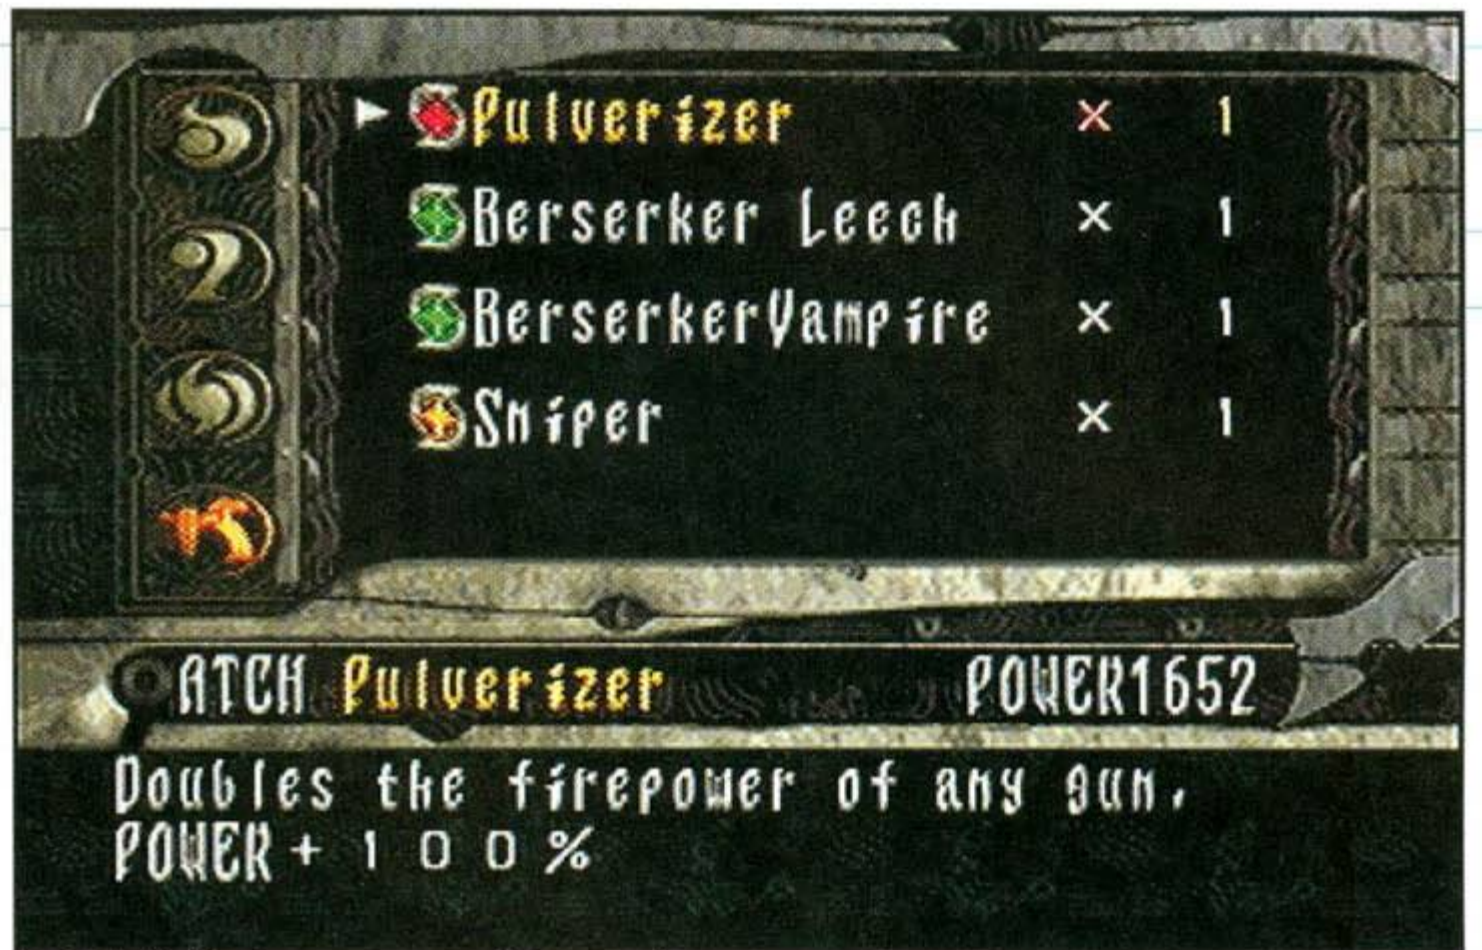 Pulverizer × 1
Berserker Leech × 1
BerserkerVampire × 1
Sniper × 1
ATCH Pulverizer POWER1652
Doubles the firepower of any gun.
POWER+100%